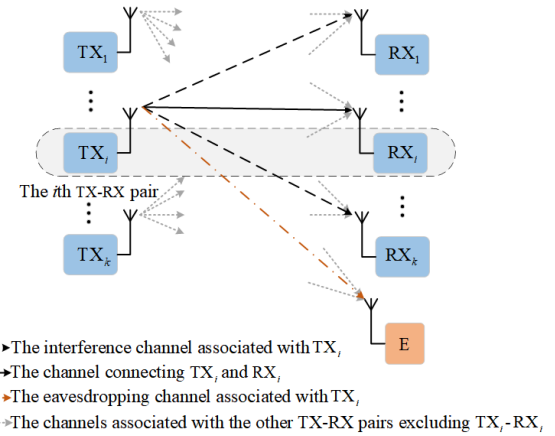 TX₁ RX₁
TXᵢ RXᵢ
The ith TX-RX pair
TXₖ RXₖ
E
The interference channel associated with TXᵢ
The channel connecting TXᵢ and RXᵢ
The eavesdropping channel associated with TXᵢ
The channels associated with the other TX-RX pairs excluding TXᵢ-RXᵢ